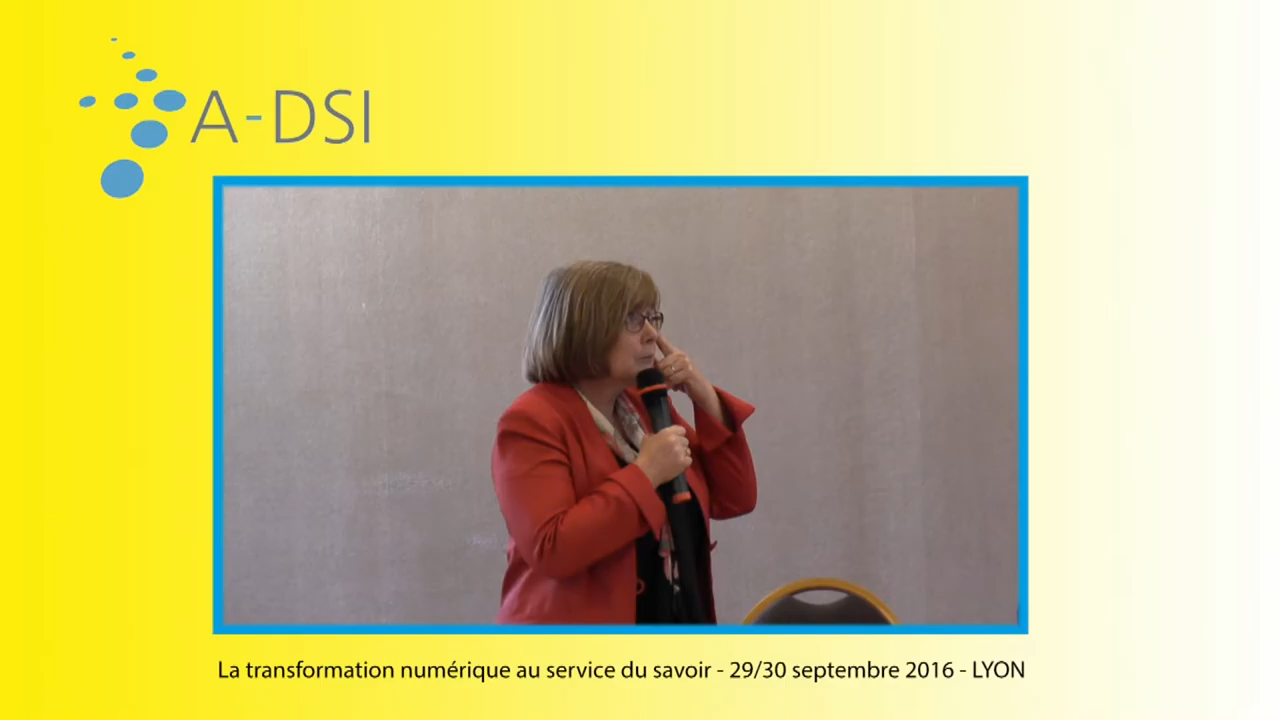 A-DSI
La transformation numérique au service du savoir - 29/30 septembre 2016 - LYON